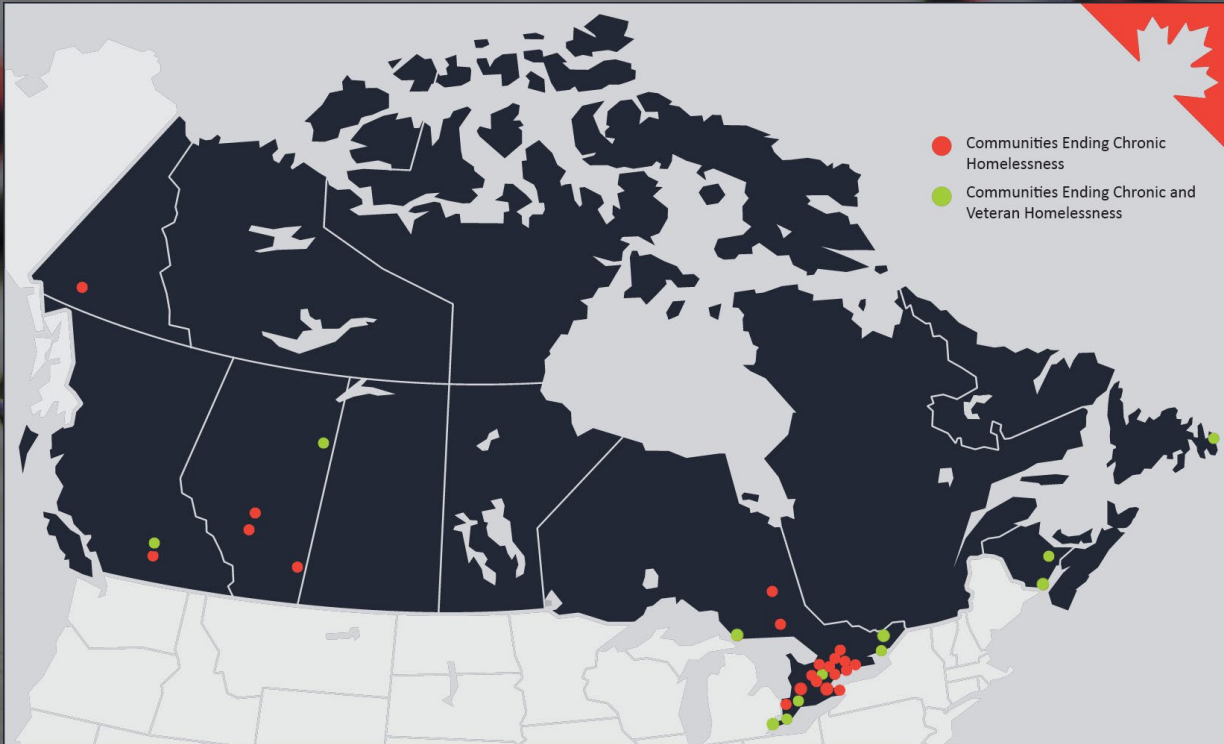 Communities Ending Chronic
Homelessness
Communities Ending Chronic and
Veteran Homelessness